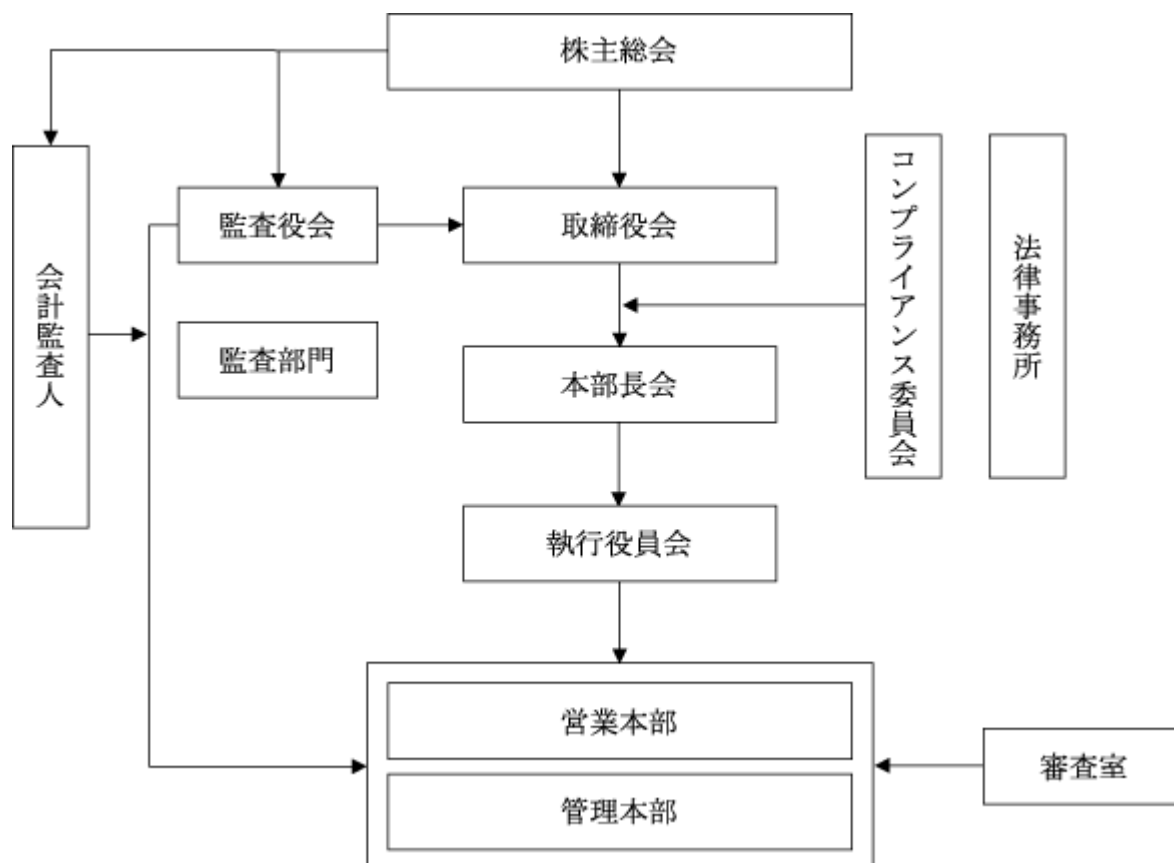 株主総会
会計監査人
監査役会
取締役会
コンプライアンス委員会
法律事務所
監査部門
本部長会
執行役員会
営業本部
管理本部
審査室